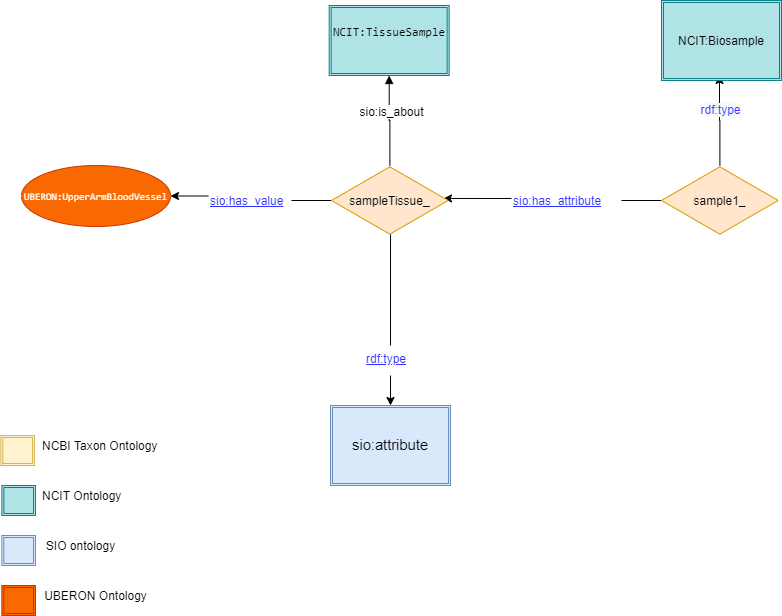 NCIT:TissueSample
NCIT:Biosample
sio:is_about
rdf:type
UBERON:UpperArmBloodVessel
sio:has_value
sampleTissue_
sio:has_attribute
sample1_
rdf:type
sio:attribute
NCBI Taxon Ontology
NCIT Ontology
SIO ontology
UBERON Ontology